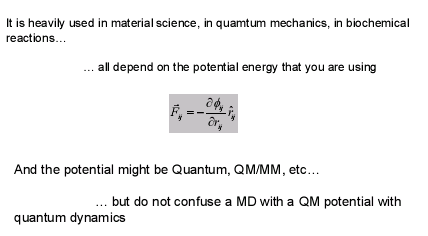 It is heavily used in material science, in quamtum mechanics, in biochemical
reactions…
… all depend on the potential energy that you are using
$\vec{F}_{ij} = -\frac{\partial \phi_{ij}}{\partial r_{ij}} \hat{r}_{ij}$
And the potential might be Quantum, QM/MM, etc…
… but do not confuse a MD with a QM potential with
quantum dynamics